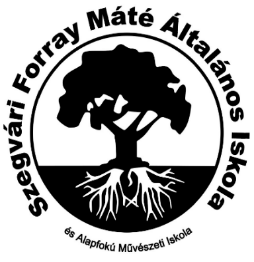 Szegvári Forray Máté Általános Iskola
és Alapfokú Művészeti Iskola